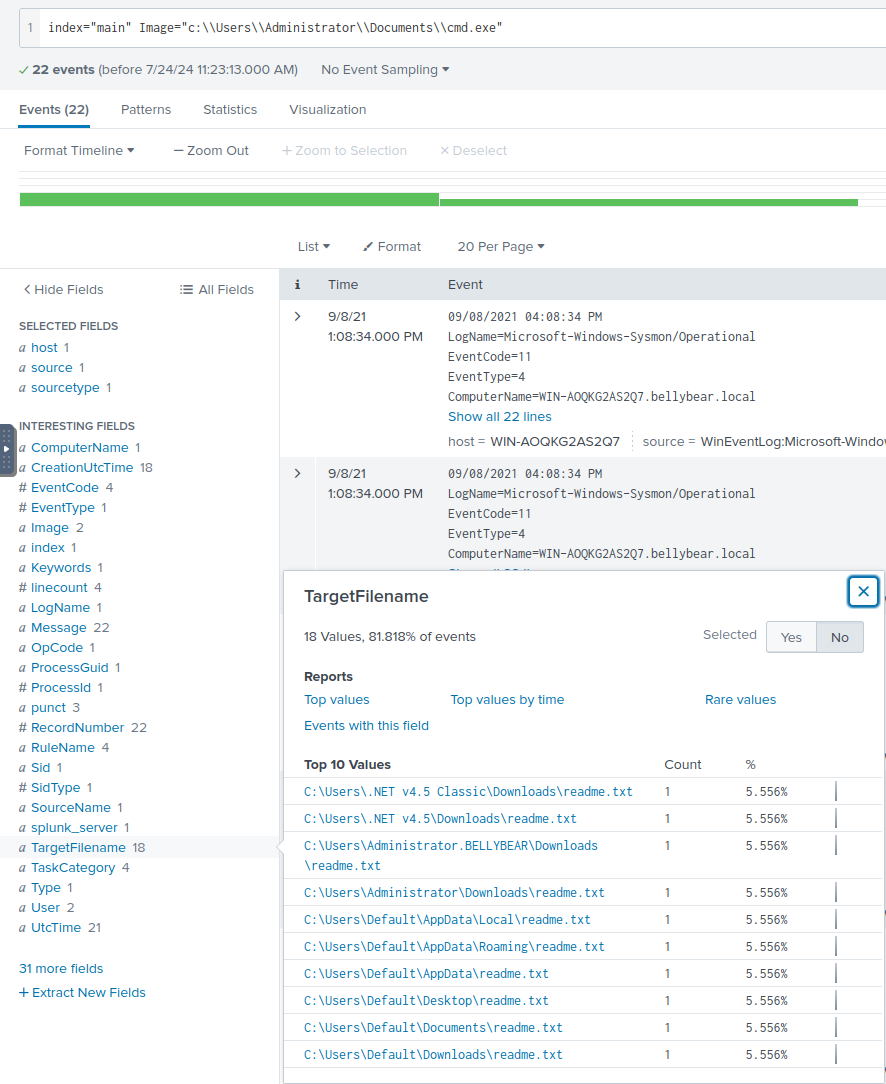 1 index="main" Image="c:\\Users\\Administrator\\Documents\\cmd.exe"
22 events (before 7/24/24 11:23:13.000 AM) No Event Sampling
Events (22) Patterns Statistics Visualization
Format Timeline — Zoom Out + Zoom to Selection × Deselect
List Format 20 Per Page
< Hide Fields All Fields
i Time Event
SELECTED FIELDS
a host 1
a source 1
a sourcetype 1
INTERESTING FIELDS
a ComputerName 1
a CreationUtcTime 18
# EventCode 4
# EventType 1
a Image 2
a index 1
a Keywords 1
# linecount 4
a LogName 1
a Message 22
a OpCode 1
a ProcessGuid 1
# ProcessId 1
a punct 3
# RecordNumber 22
a RuleName 4
a Sid 1
# SidType 1
a SourceName 1
a splunk_server 1
a TargetFilename 18
a TaskCategory 4
a Type 1
a User 2
a UtcTime 21
31 more fields
+ Extract New Fields
9/8/21
1:08:34.000 PM
09/08/2021 04:08:34 PM
LogName=Microsoft-Windows-Sysmon/Operational
EventCode=11
EventType=4
ComputerName=WIN-AOQKG2AS2Q7.bellybear.local
Show all 22 lines
host = WIN-AOQKG2AS2Q7 source = WinEventLog:Microsoft-Windo
9/8/21
1:08:34.000 PM
09/08/2021 04:08:34 PM
LogName=Microsoft-Windows-Sysmon/Operational
EventCode=11
EventType=4
ComputerName=WIN-AOQKG2AS2Q7.bellybear.local
TargetFilename
18 Values, 81.818% of events Selected Yes No
Reports
Top values Top values by time Rare values
Events with this field
Top 10 Values Count %
C:\Users\.NET v4.5 Classic\Downloads\readme.txt 1 5.556%
C:\Users\.NET v4.5\Downloads\readme.txt 1 5.556%
C:\Users\Administrator.BELLYBEAR\Downloads 1 5.556%
\readme.txt
C:\Users\Administrator\Downloads\readme.txt 1 5.556%
C:\Users\Default\AppData\Local\readme.txt 1 5.556%
C:\Users\Default\AppData\Roaming\readme.txt 1 5.556%
C:\Users\Default\AppData\readme.txt 1 5.556%
C:\Users\Default\Desktop\readme.txt 1 5.556%
C:\Users\Default\Documents\readme.txt 1 5.556%
C:\Users\Default\Downloads\readme.txt 1 5.556%